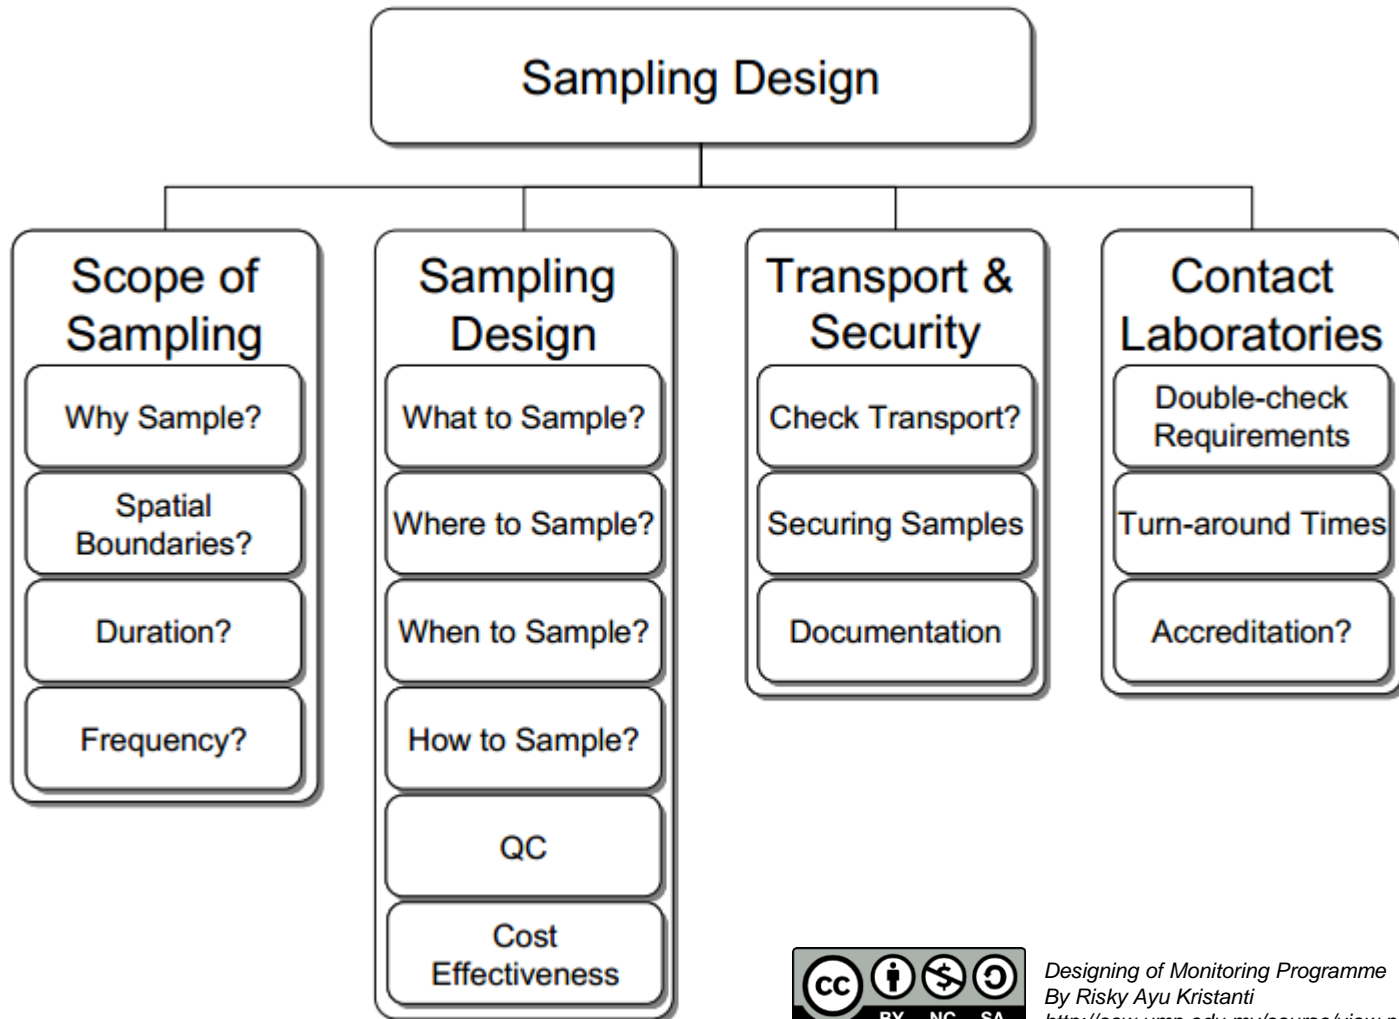 Sampling Design
Scope of
Sampling
Why Sample?
Spatial
Boundaries?
Duration?
Frequency?
Sampling
Design
What to Sample?
Where to Sample?
When to Sample?
How to Sample?
QC
Cost
Effectiveness
Transport &
Security
Check Transport?
Securing Samples
Documentation
Contact
Laboratories
Double-check
Requirements
Turn-around Times
Accreditation?
cc
BY NC SA
Designing of Monitoring Programme
By Risky Ayu Kristanti